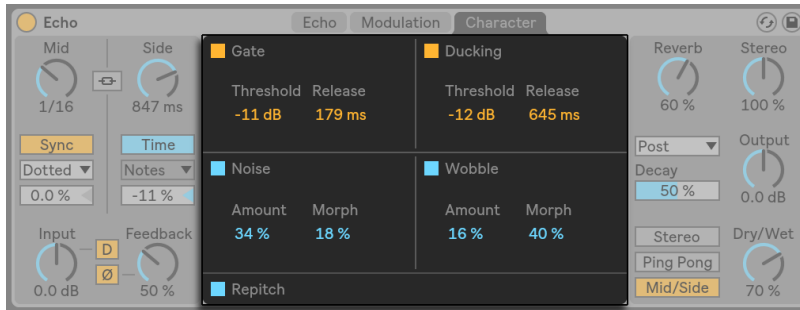 Echo
Echo Modulation Character
Mid Side
1/16 847 ms
Sync Time
Dotted Notes
0.0 % -11 %
Input Feedback
D
Ø
0.0 dB 50 %
Gate
Threshold Release
-11 dB 179 ms
Ducking
Threshold Release
-12 dB 645 ms
Noise
Amount Morph
34 % 18 %
Wobble
Amount Morph
16 % 40 %
Repitch
Reverb Stereo
60 % 100 %
Post Output
Decay
50 % 0.0 dB
Stereo Dry/Wet
Ping Pong
Mid/Side 70 %